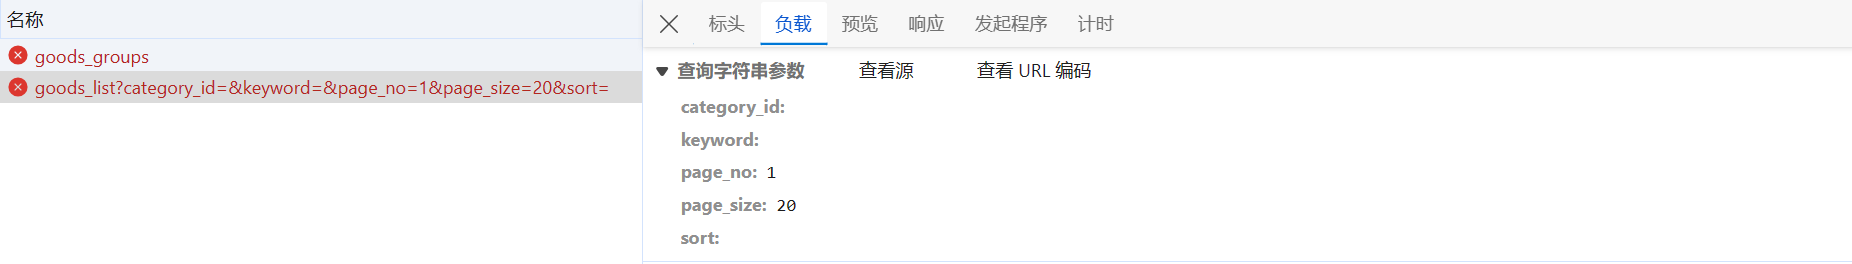 名称
goods_groups
goods_list?category_id=&keyword=&page_no=1&page_size=20&sort=
标头 负载 预览 响应 发起程序 计时
查询字符串参数 查看源 查看 URL 编码
category_id:
keyword:
page_no: 1
page_size: 20
sort: